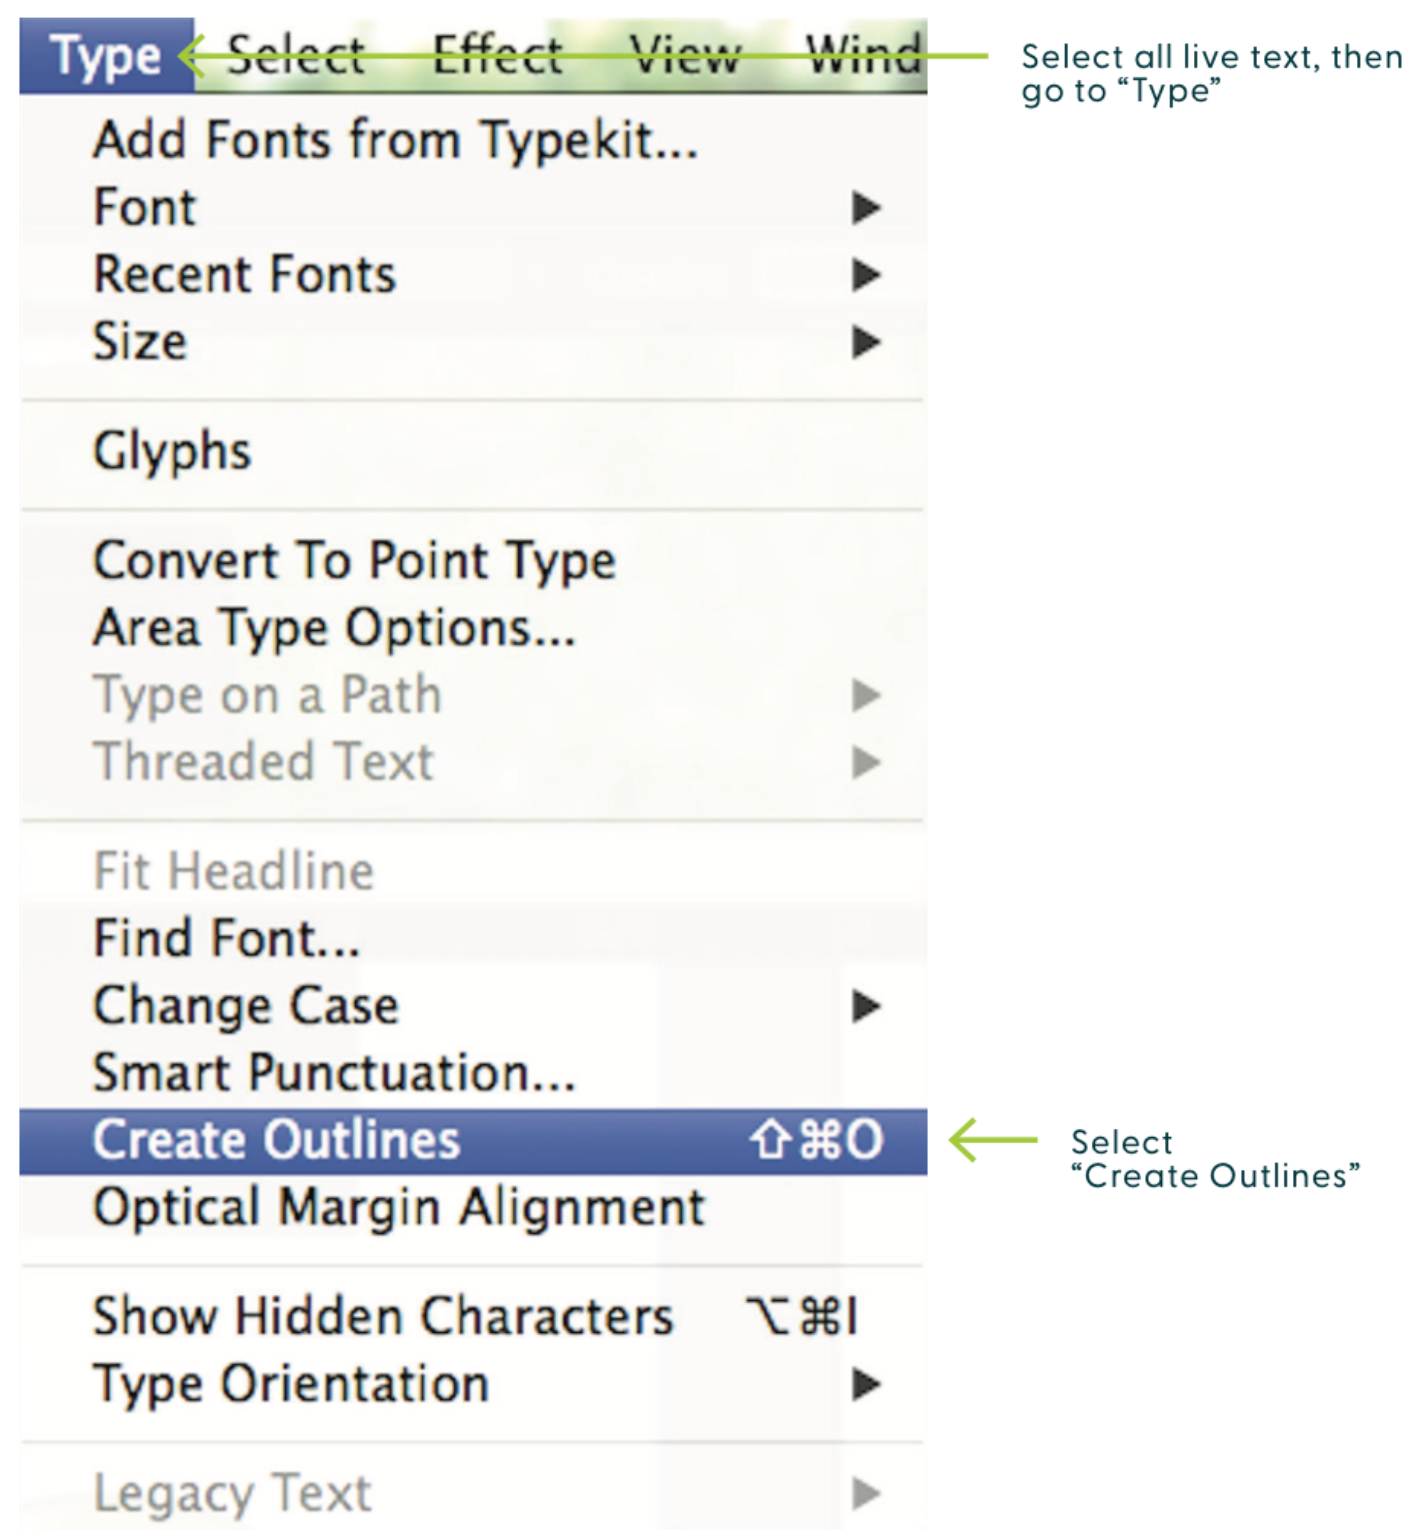 Type Select Effect View Wind
Select all live text, then
go to “Type”
Add Fonts from Typekit...
Font
Recent Fonts
Size
Glyphs
Convert To Point Type
Area Type Options...
Type on a Path
Threaded Text
Fit Headline
Find Font...
Change Case
Smart Punctuation...
Create Outlines ⇧⌘O
Select
“Create Outlines”
Optical Margin Alignment
Show Hidden Characters ⌥⌘I
Type Orientation
Legacy Text